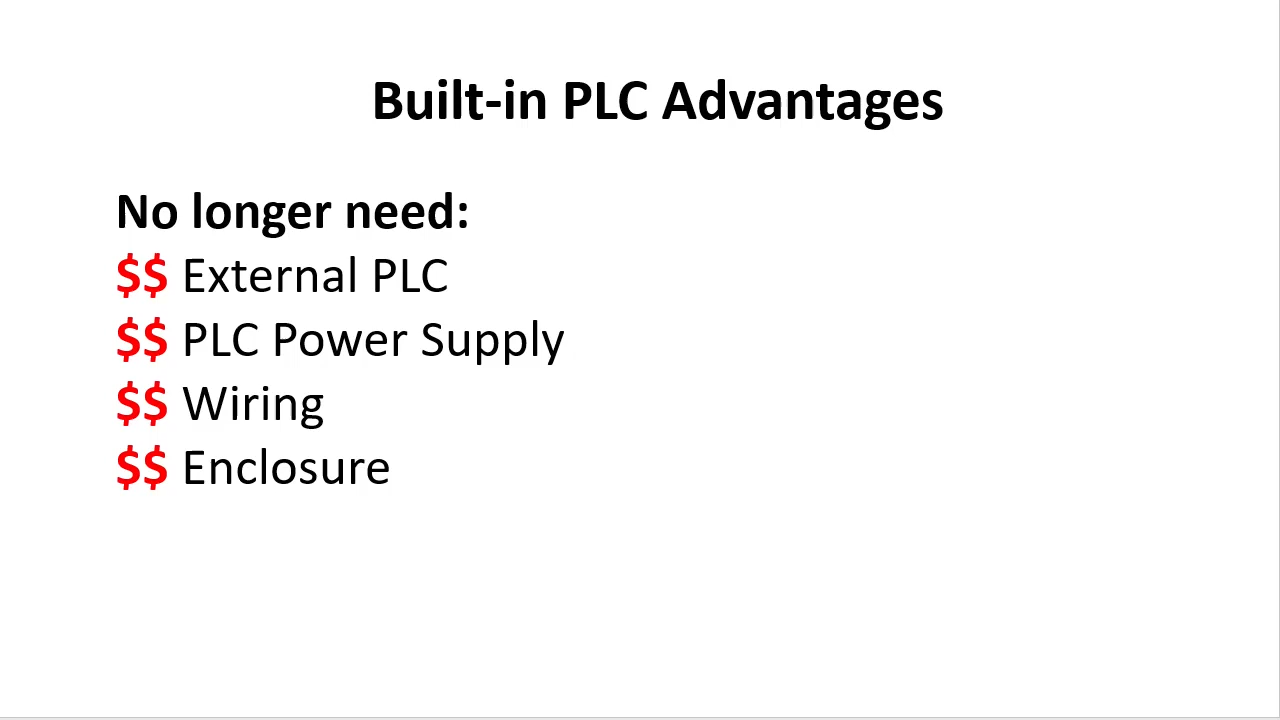 Built-in PLC Advantages
No longer need:
$$ External PLC
$$ PLC Power Supply
$$ Wiring
$$ Enclosure